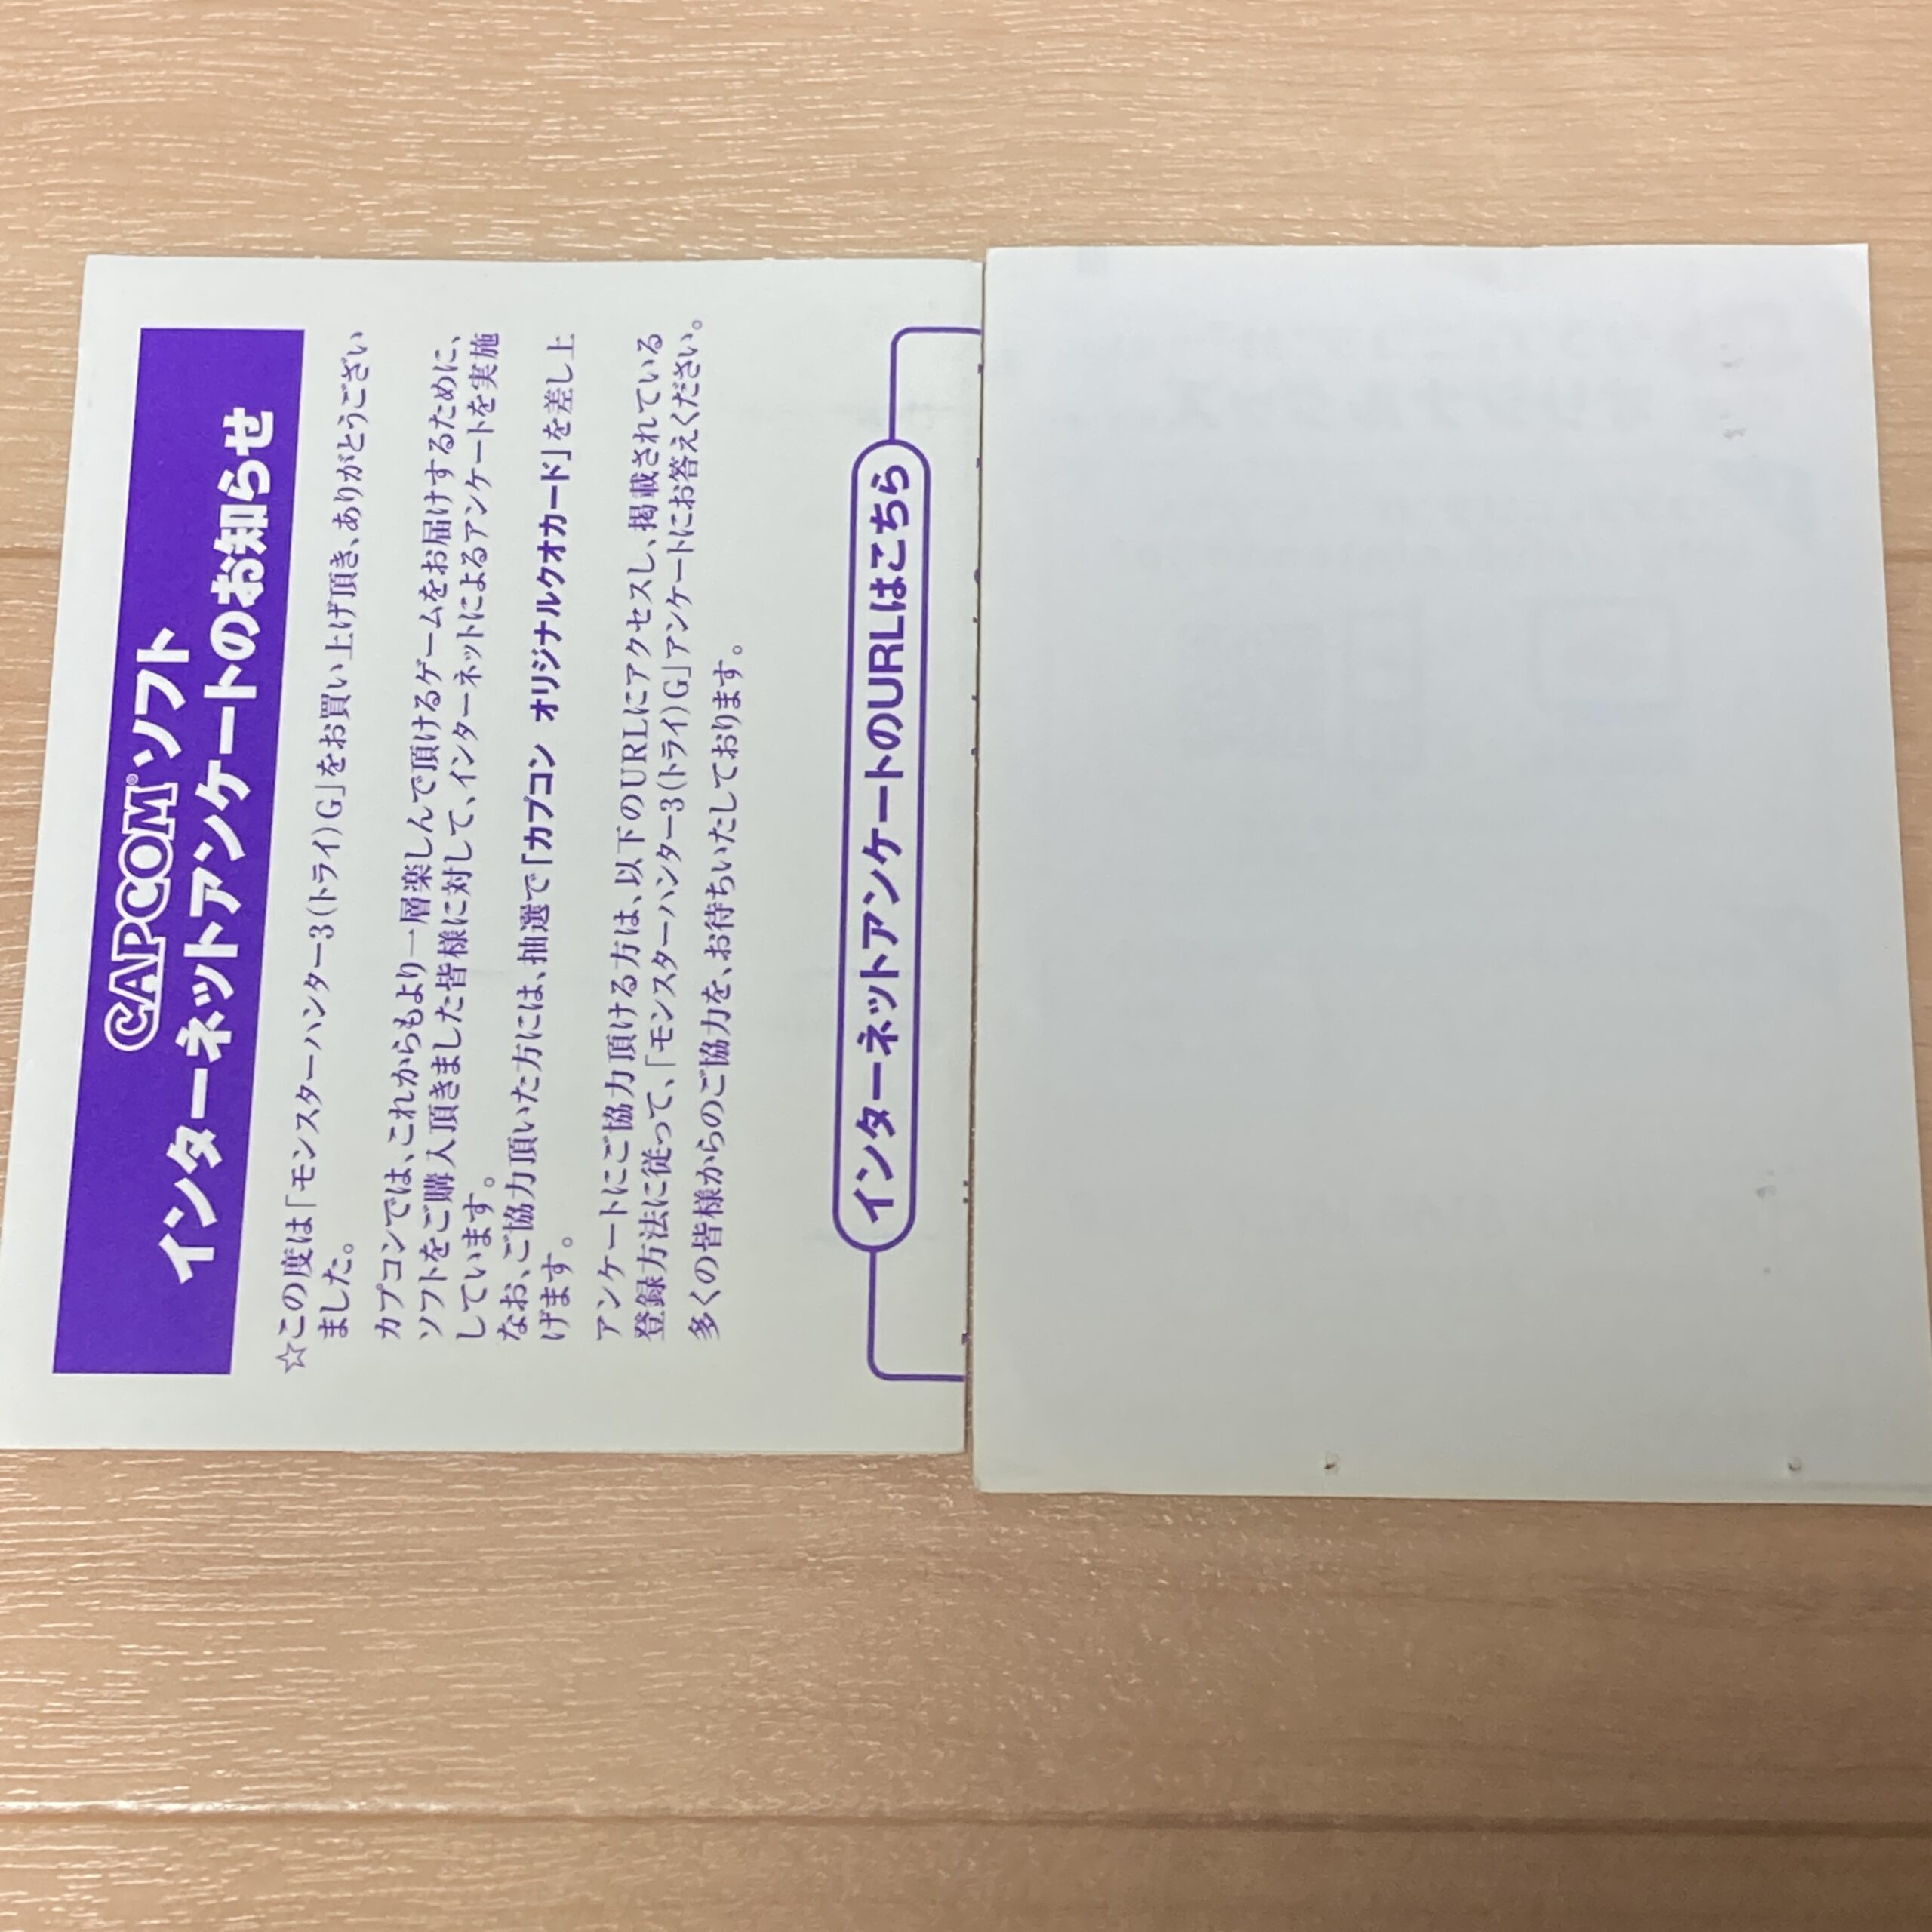 CAPCOM®ソフト
インターネットアンケートのお知らせ
☆この度は「モンスターハンター3(トライ)G」をお買い上げ頂き、ありがとうござい
ました。
カプコンでは、これからもより一層楽しんで頂けるゲームをお届けするために、
ソフトをご購入頂きました皆様に対して、インターネットによるアンケートを実施
しています。
なお、ご協力頂いた方には、抽選で「カプコン オリジナルクオカード」を差し上
げます。
アンケートにご協力頂ける方は、以下のURLにアクセスし、掲載されている
登録方法に従って、「モンスターハンター3(トライ)G」アンケートにお答えください。
多くの皆様からのご協力を、お待ちいたしております。
インターネットアンケートのURLはこちら